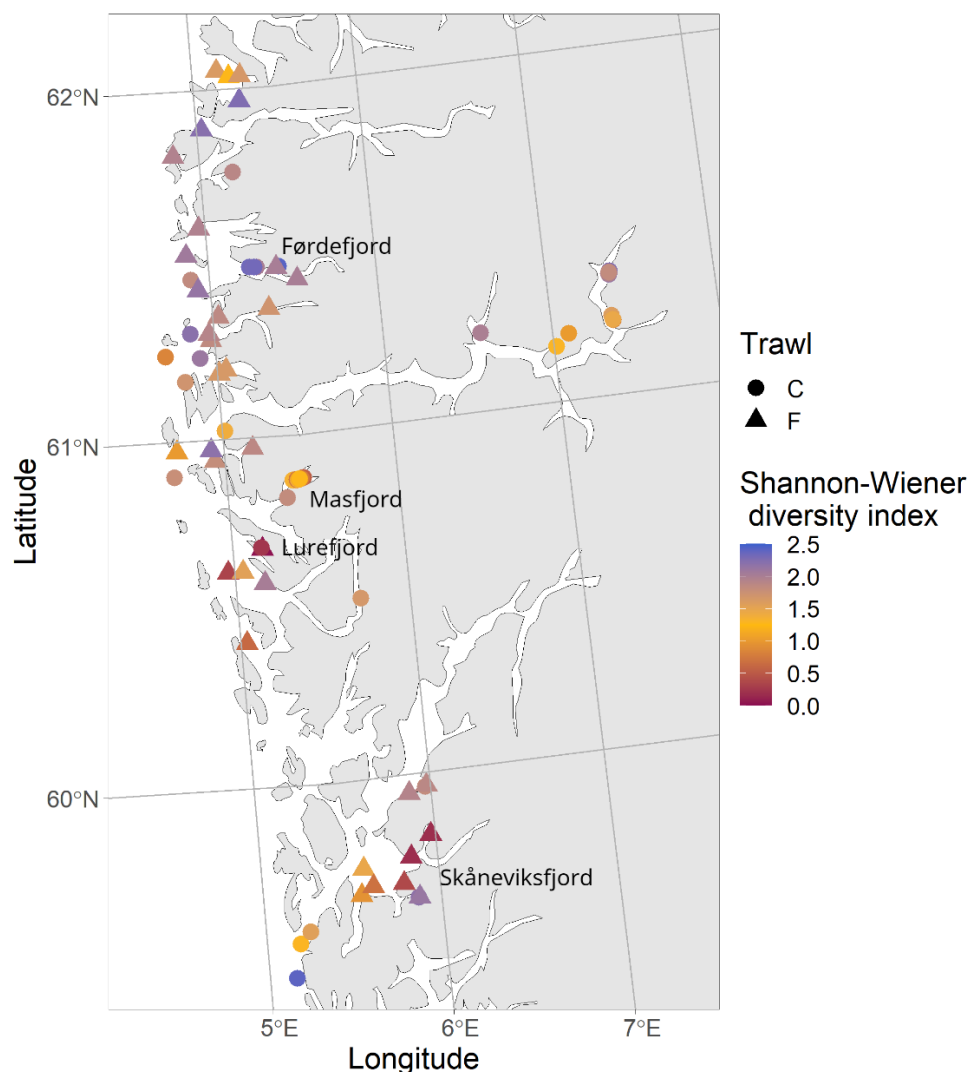 62°N
61°N
60°N
Latitude
Førdefjord
Masfjord
Lurefjord
Skåneviksfjord
5°E
6°E
7°E
Longitude
Trawl
C
F
Shannon-Wiener
diversity index
2.5
2.0
1.5
1.0
0.5
0.0